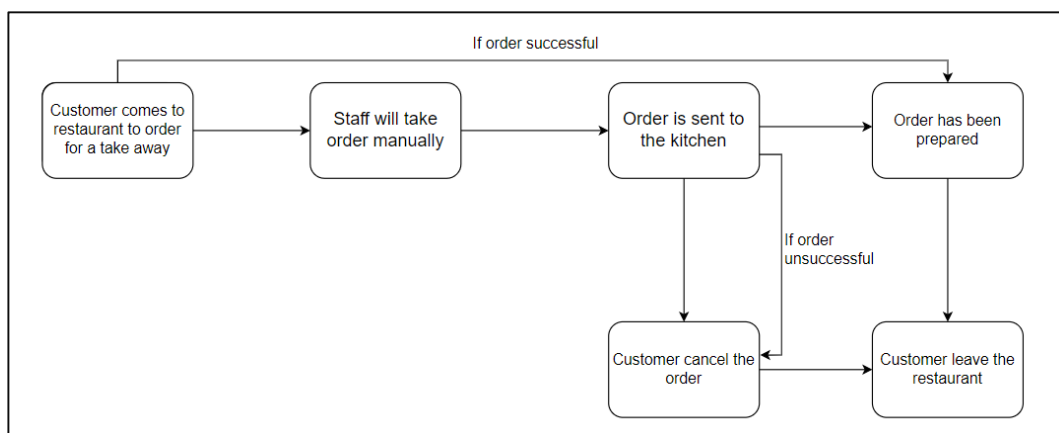 If order successful
Customer comes to
restaurant to order
for a take away
Staff will take
order manually
Order is sent to
the kitchen
Order has been
prepared
If order
unsuccessful
Customer cancel the
order
Customer leave the
restaurant